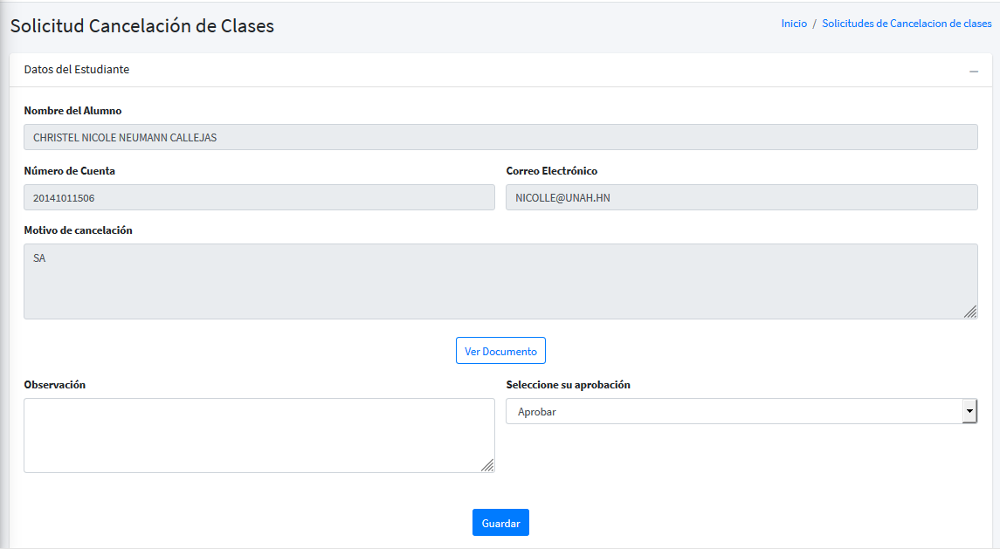 Solicitud Cancelación de Clases
Inicio / Solicitudes de Cancelacion de clases
Datos del Estudiante
Nombre del Alumno
CHRISTEL NICOLE NEUMANN CALLEJAS
Número de Cuenta
Correo Electrónico
20141011506
NICOLLE@UNAH.HN
Motivo de cancelación
SA
Ver Documento
Observación
Seleccione su aprobación
Aprobar
Guardar